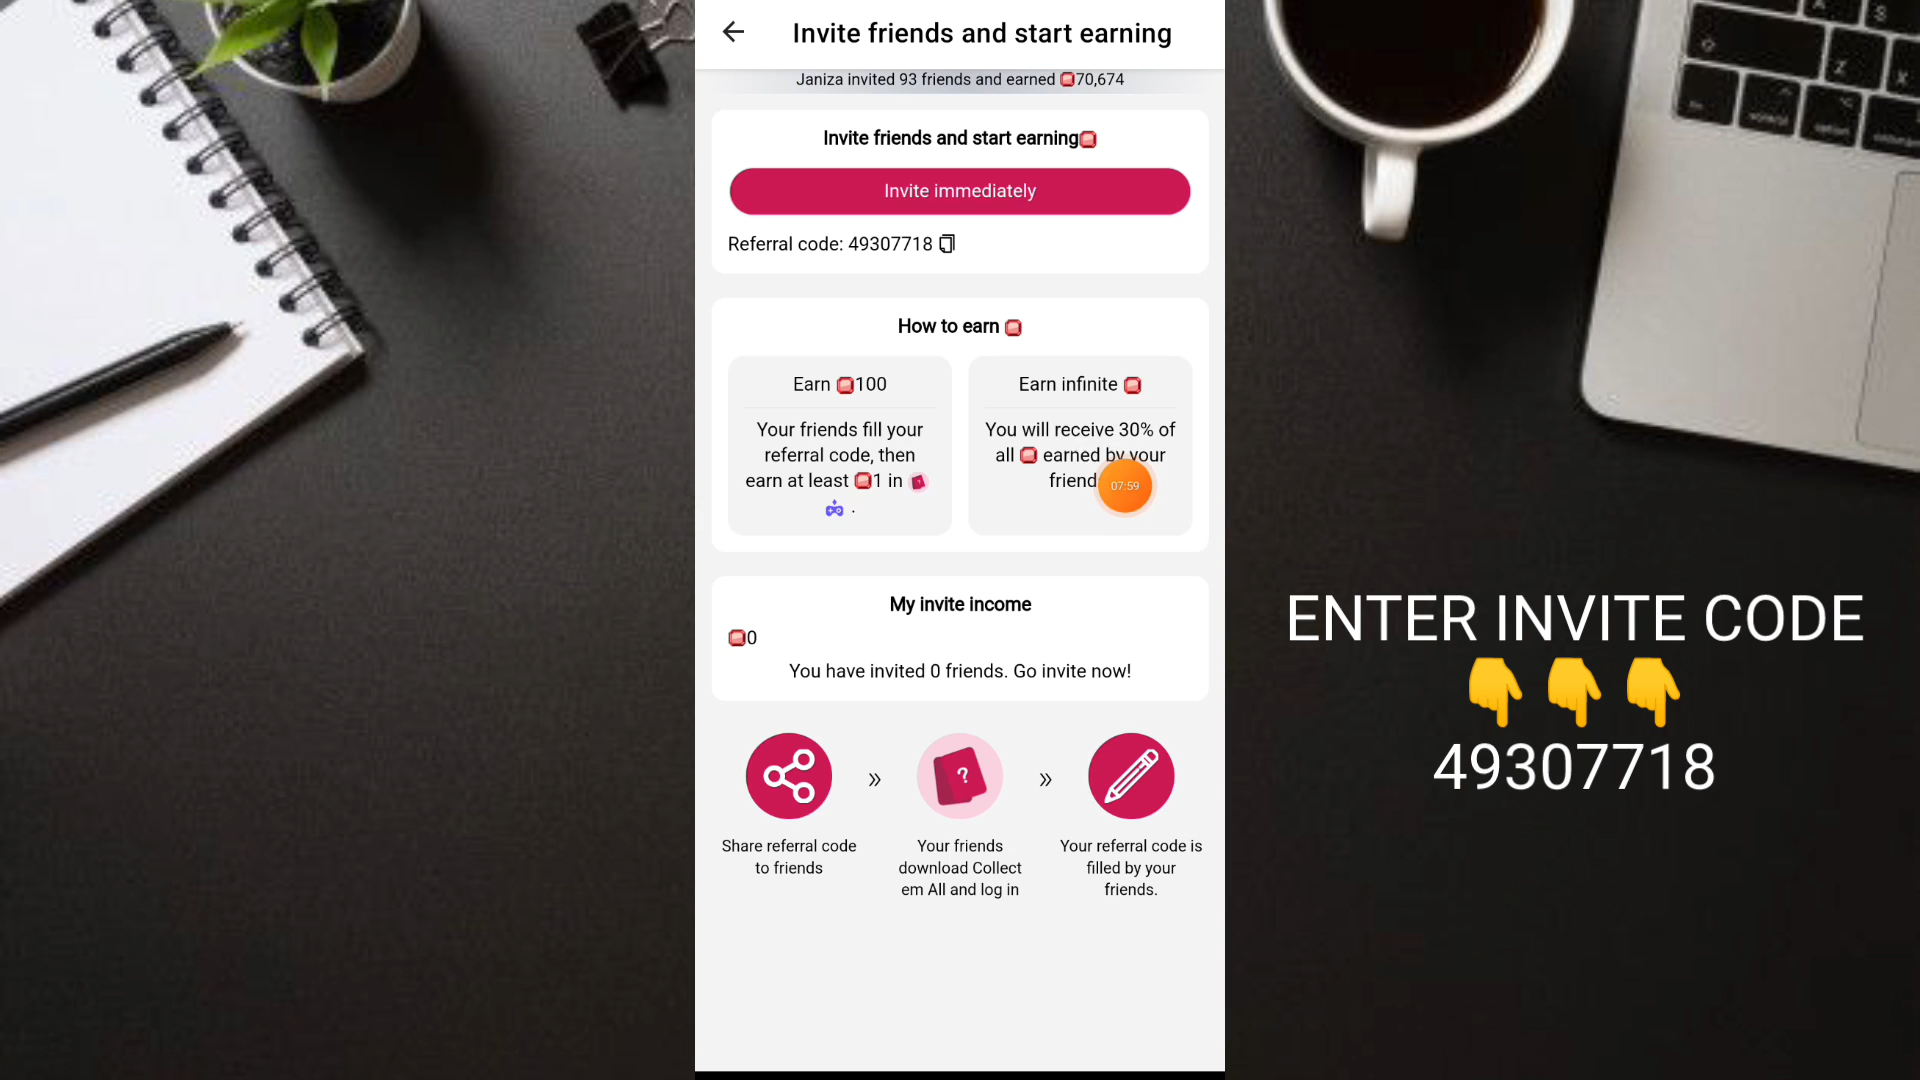 Invite friends and start earning
Janiza invited 93 friends and earned 70,674
Invite friends and start earning
Invite immediately
Referral code: 49307718
How to earn
Earn 100
Your friends fill your
referral code, then
earn at least 1 in
.
Earn infinite
You will receive 30% of
all earned by your
friend
07:59
My invite income
0
You have invited 0 friends. Go invite now!
Share referral code
to friends
»
?
Your friends
download Collect
em All and log in
»
Your referral code is
filled by your
friends.
ENTER INVITE CODE
👇👇👇
49307718
A
S
Z
X
control
option